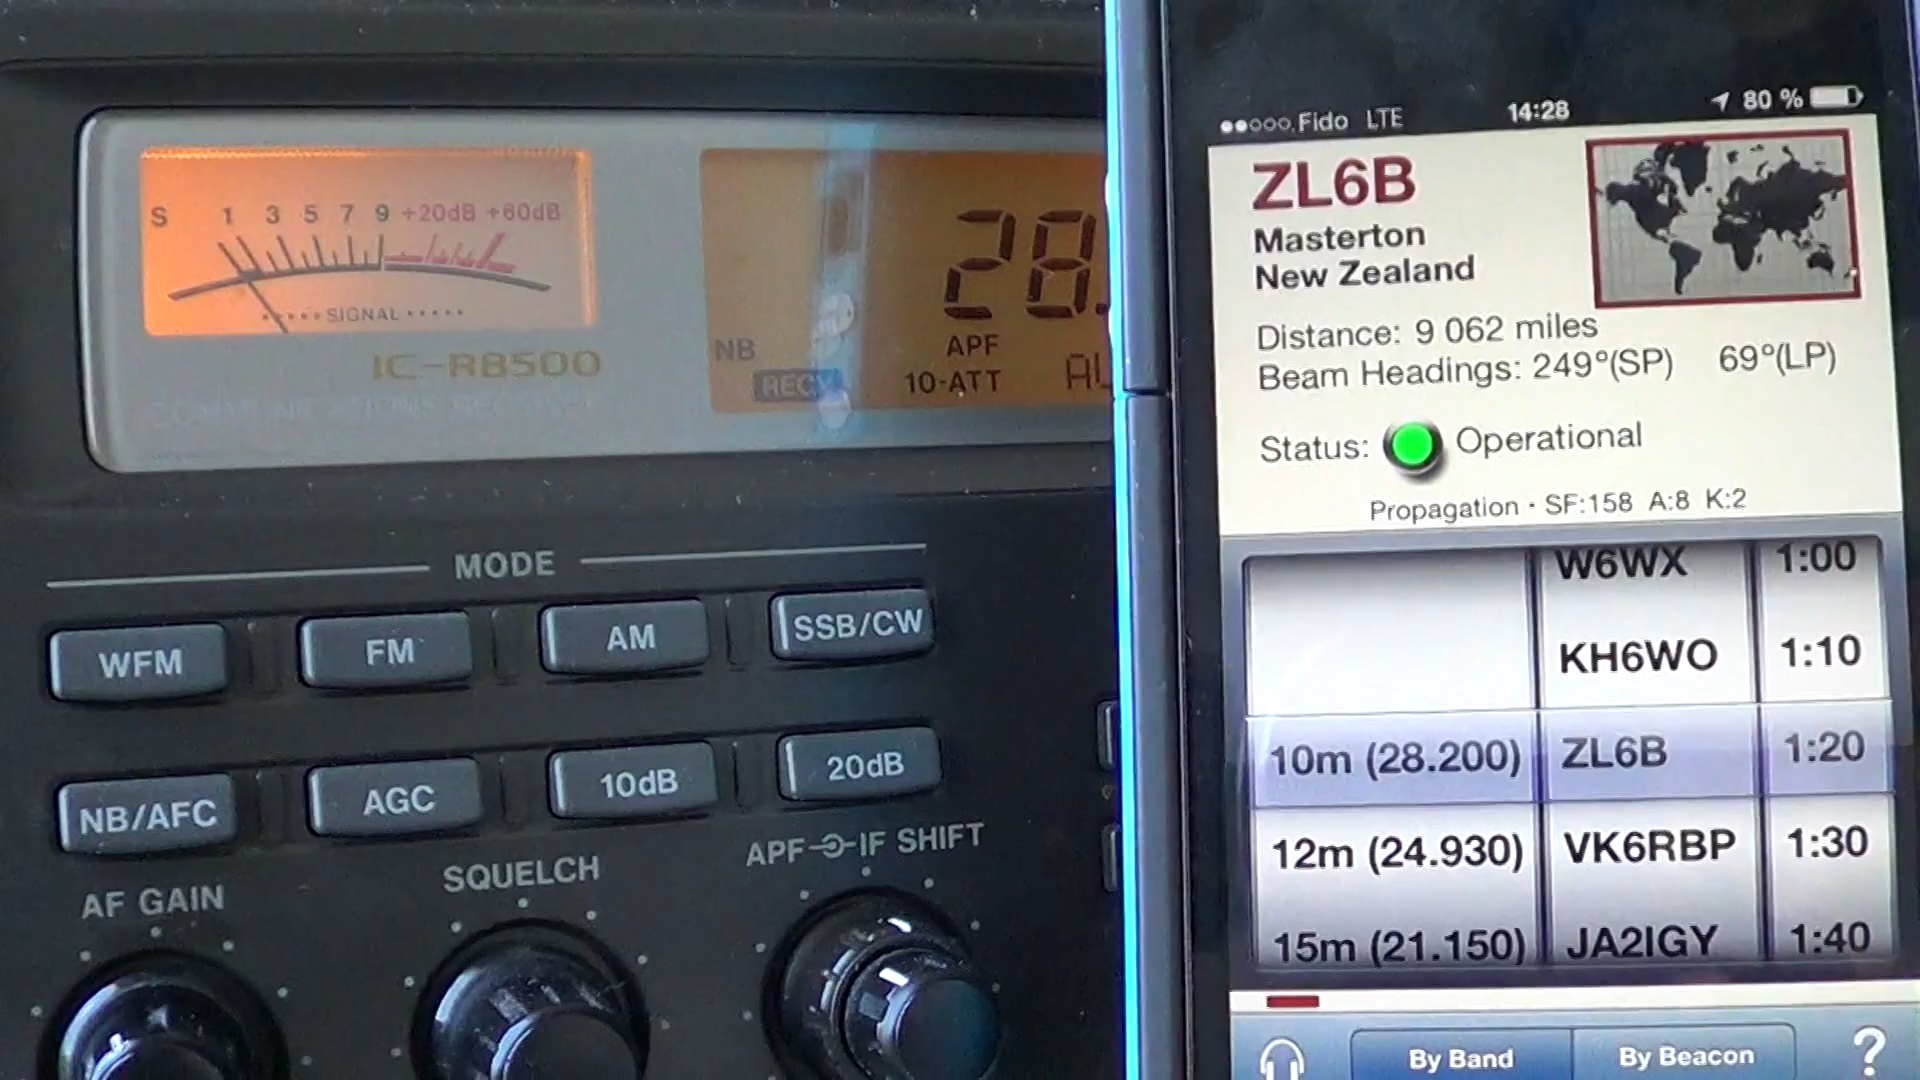 S 1 3 5 7 9 +20dB +60dB
SIGNAL
IC-R8500
COMMUNICATIONS RECEIVER
28.
NB
APF
RECV
10-ATT
MODE
WFM
FM
AM
SSB/CW
NB/AFC
AGC
10dB
20dB
AF GAIN
SQUELCH
APF
IF SHIFT
Fido LTE 14:28 80 %
ZL6B
Masterton
New Zealand
Distance: 9 062 miles
Beam Headings: 249°(SP) 69°(LP)
Status: Operational
Propagation · SF:158 A:8 K:2
W6WX 1:00
KH6WO 1:10
10m (28.200) ZL6B 1:20
12m (24.930) VK6RBP 1:30
15m (21.150) JA2IGY 1:40
By Band
By Beacon
?